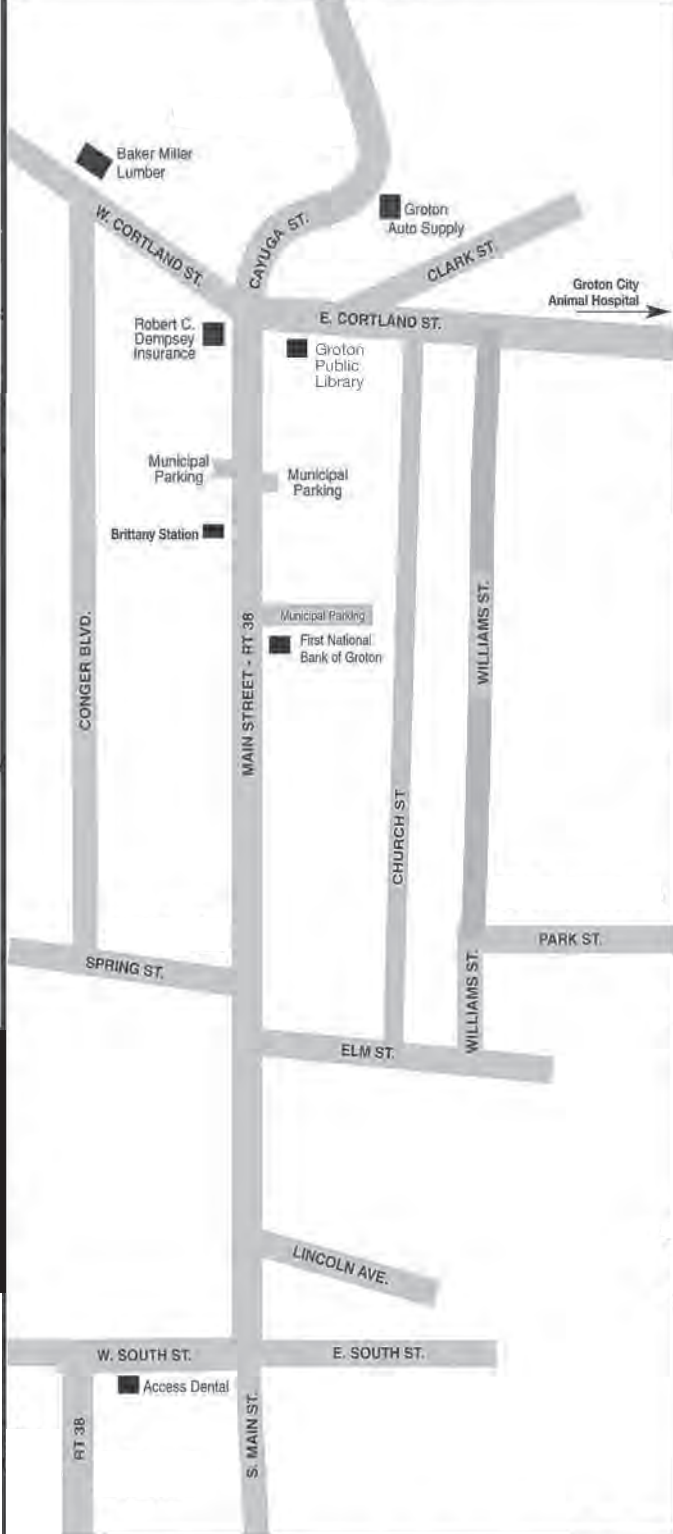 Baker Miller
Lumber
W. CORTLAND ST.
CAYUGA ST.
Groton
Auto Supply
CLARK ST.
Groton City
Animal Hospital
E. CORTLAND ST.
Robert C.
Dempsey
Insurance
Groton
Public
Library
Municipal
Parking
Municipal
Parking
Brittany Station
Municipal Parking
First National
Bank of Groton
CONGER BLVD.
MAIN STREET - RT 38
WILLIAMS ST.
CHURCH ST
PARK ST.
SPRING ST.
WILLIAMS ST.
ELM ST.
LINCOLN AVE.
W. SOUTH ST.
E. SOUTH ST.
Access Dental
RT 38
S. MAIN ST.